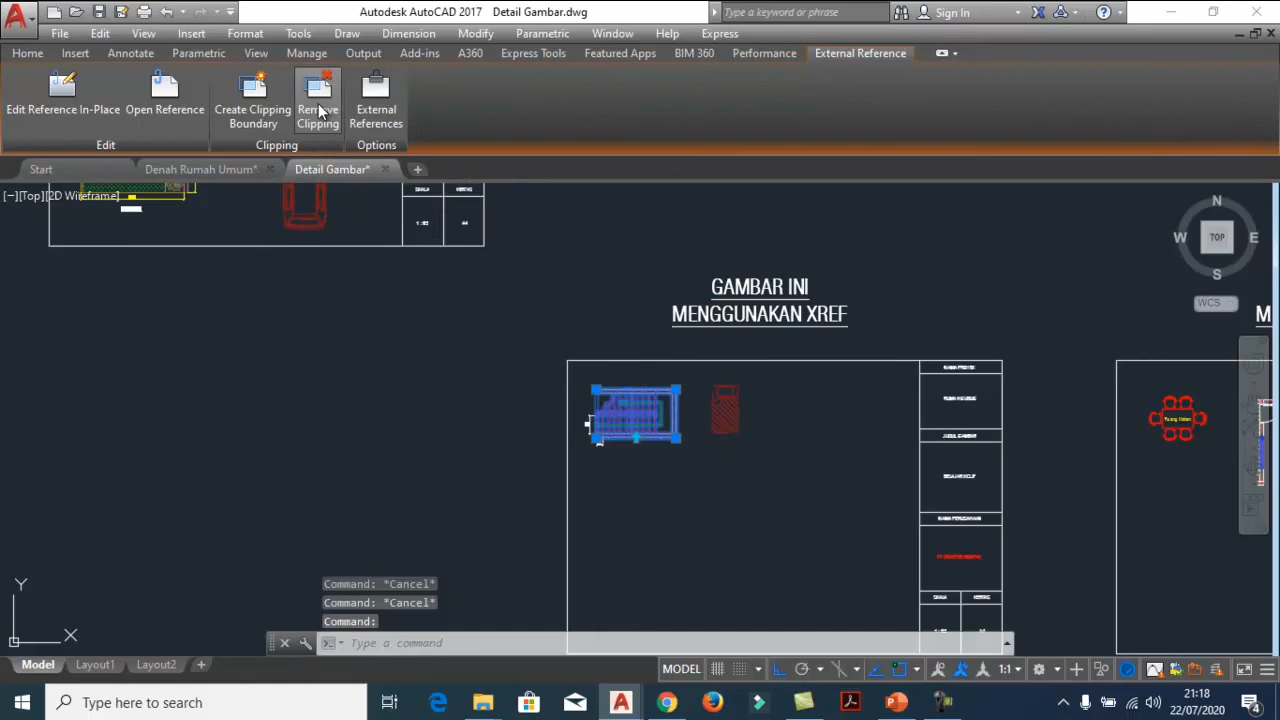 Autodesk AutoCAD 2017 Detail Gambar.dwg
Type a keyword or phrase
Sign In
File Edit View Insert Format Tools Draw Dimension Modify Parametric Window Help Express
Home Insert Annotate Parametric View Manage Output Add-ins A360 Express Tools Featured Apps BIM 360 Performance External Reference
Edit Reference In-Place
Open Reference
Create Clipping Boundary
Remove Clipping
External References
Edit
Clipping
Options
Start
Denah Rumah Umum*
Detail Gambar*
[−][Top][2D Wireframe]
N
W TOP E
S
WCS
GAMBAR INI
MENGGUNAKAN XREF
M
SKALA
JUDUL GAMBAR
SKALA
Y
X
Command: *Cancel*
Command: *Cancel*
Command:
Type a command
Model Layout1 Layout2
MODEL
1:1
Type here to search
21:18
22/07/2020
4